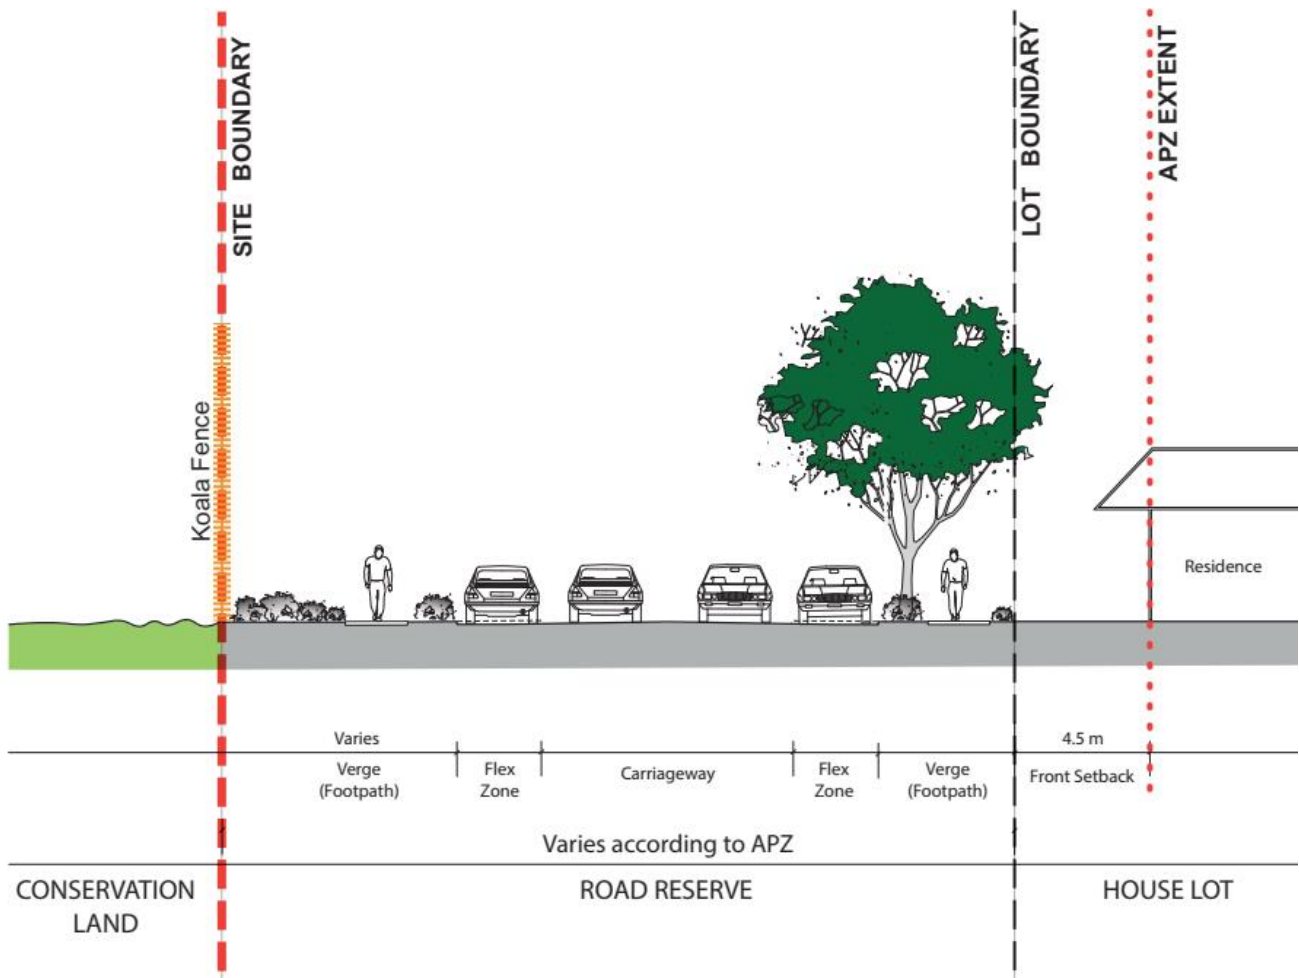 SITE BOUNDARY
LOT BOUNDARY
APZ EXTENT
Koala Fence
Residence
Varies
4.5 m
Verge
(Footpath)
Flex
Zone
Carriageway
Flex
Zone
Verge
(Footpath)
Front Setback
Varies according to APZ
CONSERVATION
LAND
ROAD RESERVE
HOUSE LOT